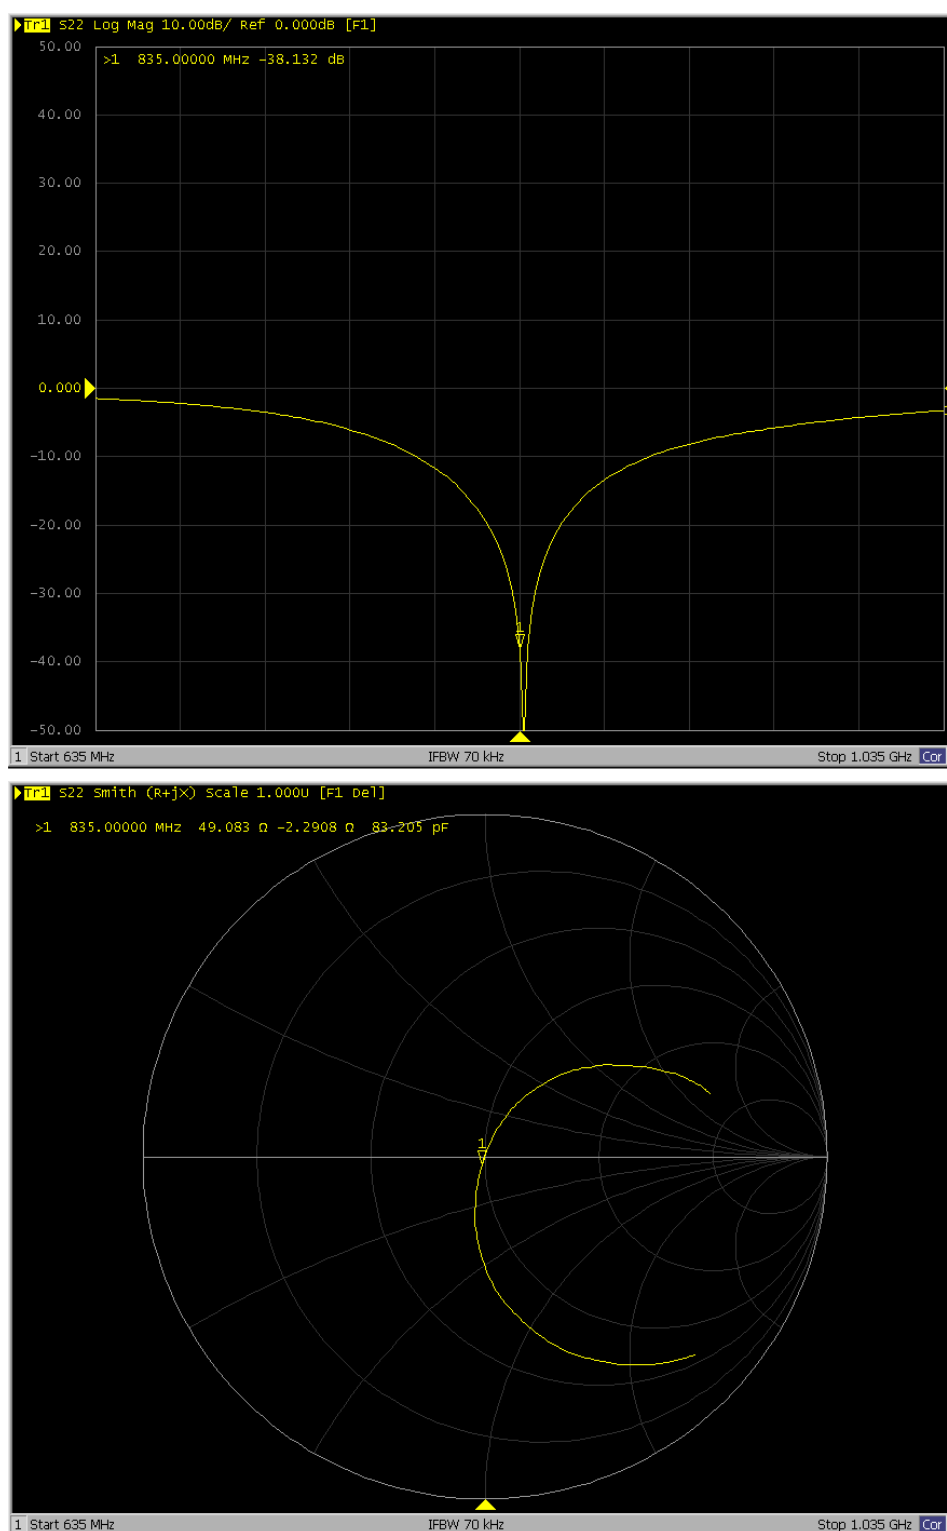 Tr1 S22 Log Mag 10.00dB/ Ref 0.000dB [F1]
50.00
>1 835.00000 MHz -38.132 dB
40.00
30.00
20.00
10.00
0.000
-10.00
-20.00
-30.00
1
-40.00
-50.00
1 Start 635 MHz IFBW 70 kHz Stop 1.035 GHz Cor
Tr1 S22 Smith (R+jX) Scale 1.000U [F1 Del]
>1 835.00000 MHz 49.083 Ω -2.2908 Ω 83.205 pF
1
1 Start 635 MHz IFBW 70 kHz Stop 1.035 GHz Cor